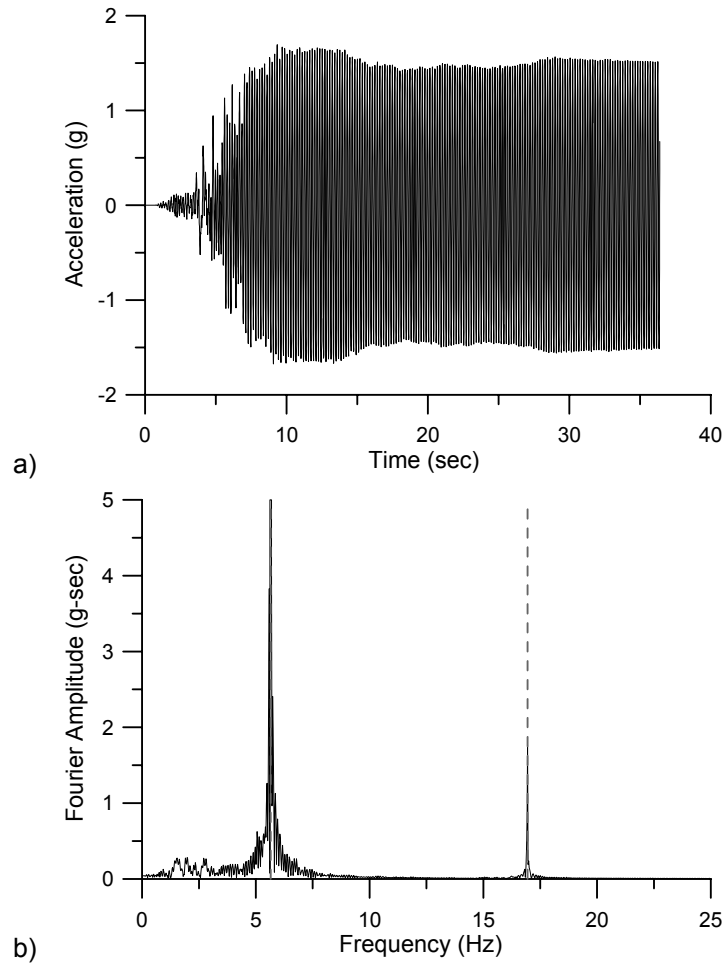 2
1
0
-1
-2
Acceleration (g)
0 10 20 30 40
Time (sec)
a)
5
4
3
2
1
0
Fourier Amplitude (g-sec)
0 5 10 15 20 25
Frequency (Hz)
b)